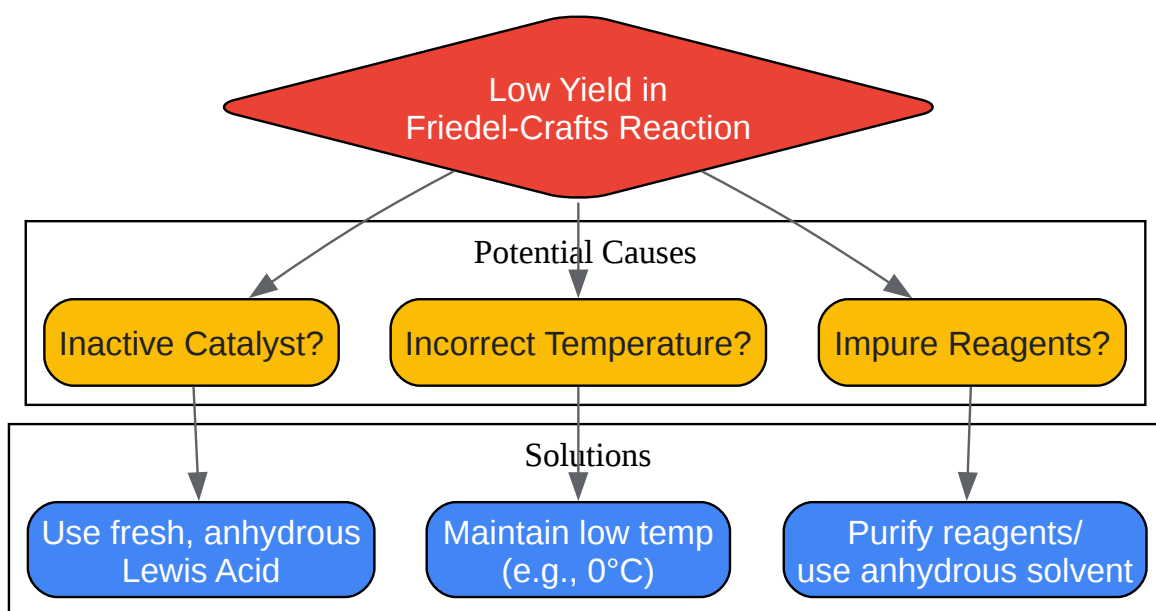 Low Yield in
Friedel-Crafts Reaction
Potential Causes
Inactive Catalyst?
Incorrect Temperature?
Impure Reagents?
Solutions
Use fresh, anhydrous
Lewis Acid
Maintain low temp
(e.g., 0°C)
Purify reagents/
use anhydrous solvent